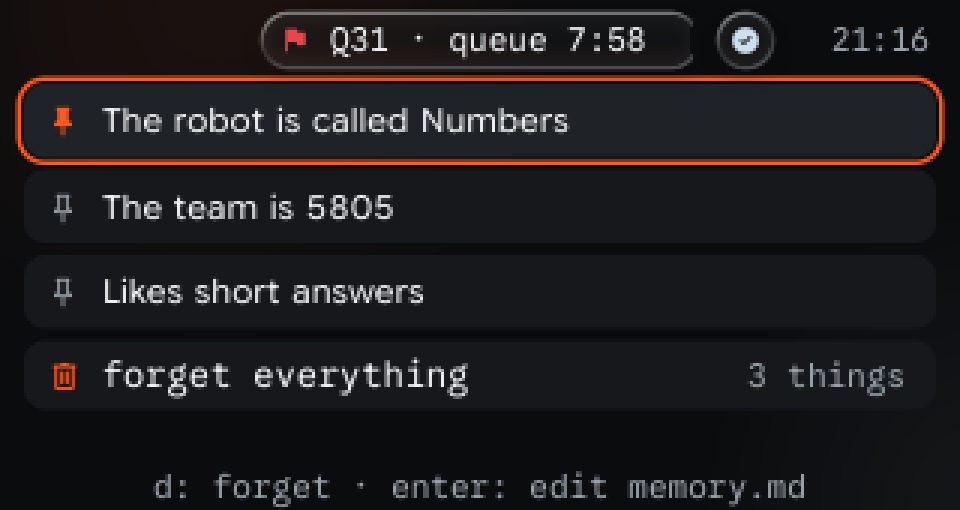 Q31 · queue 7:58
21:16
The robot is called Numbers
The team is 5805
Likes short answers
forget everything 3 things
d: forget · enter: edit memory.md